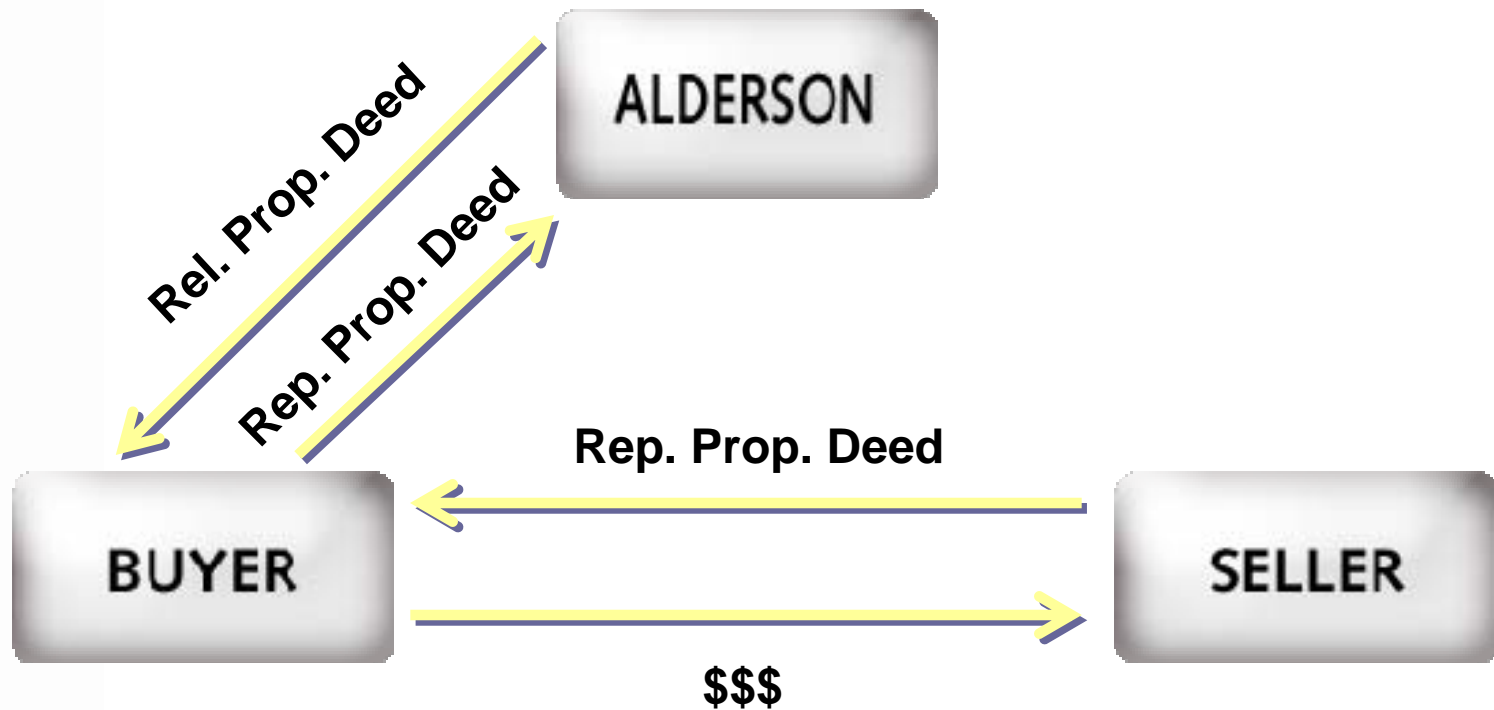 ALDERSON
Rel. Prop. Deed
Rep. Prop. Deed
Rep. Prop. Deed
BUYER
SELLER
$$$